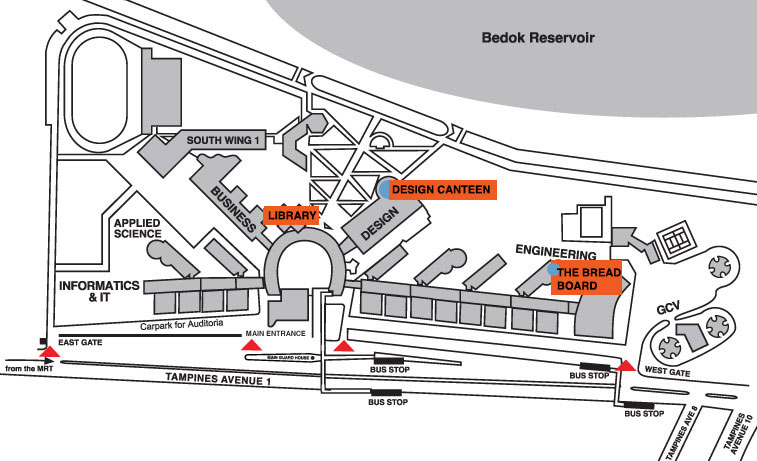 Bedok Reservoir
SOUTH WING 1
DESIGN CANTEEN
BUSINESS
LIBRARY
DESIGN
APPLIED
SCIENCE
ENGINEERING
THE BREAD
BOARD
INFORMATICS
& IT
GCV
Carpark for Auditoria
MAIN ENTRANCE
EAST GATE
MAIN GUARD HOUSE
from the MRT
BUS STOP
BUS STOP
WEST GATE
TAMPINES AVENUE 1
BUS STOP
BUS STOP
TAMPINES AVE 8
TAMPINES
AVENUE 10